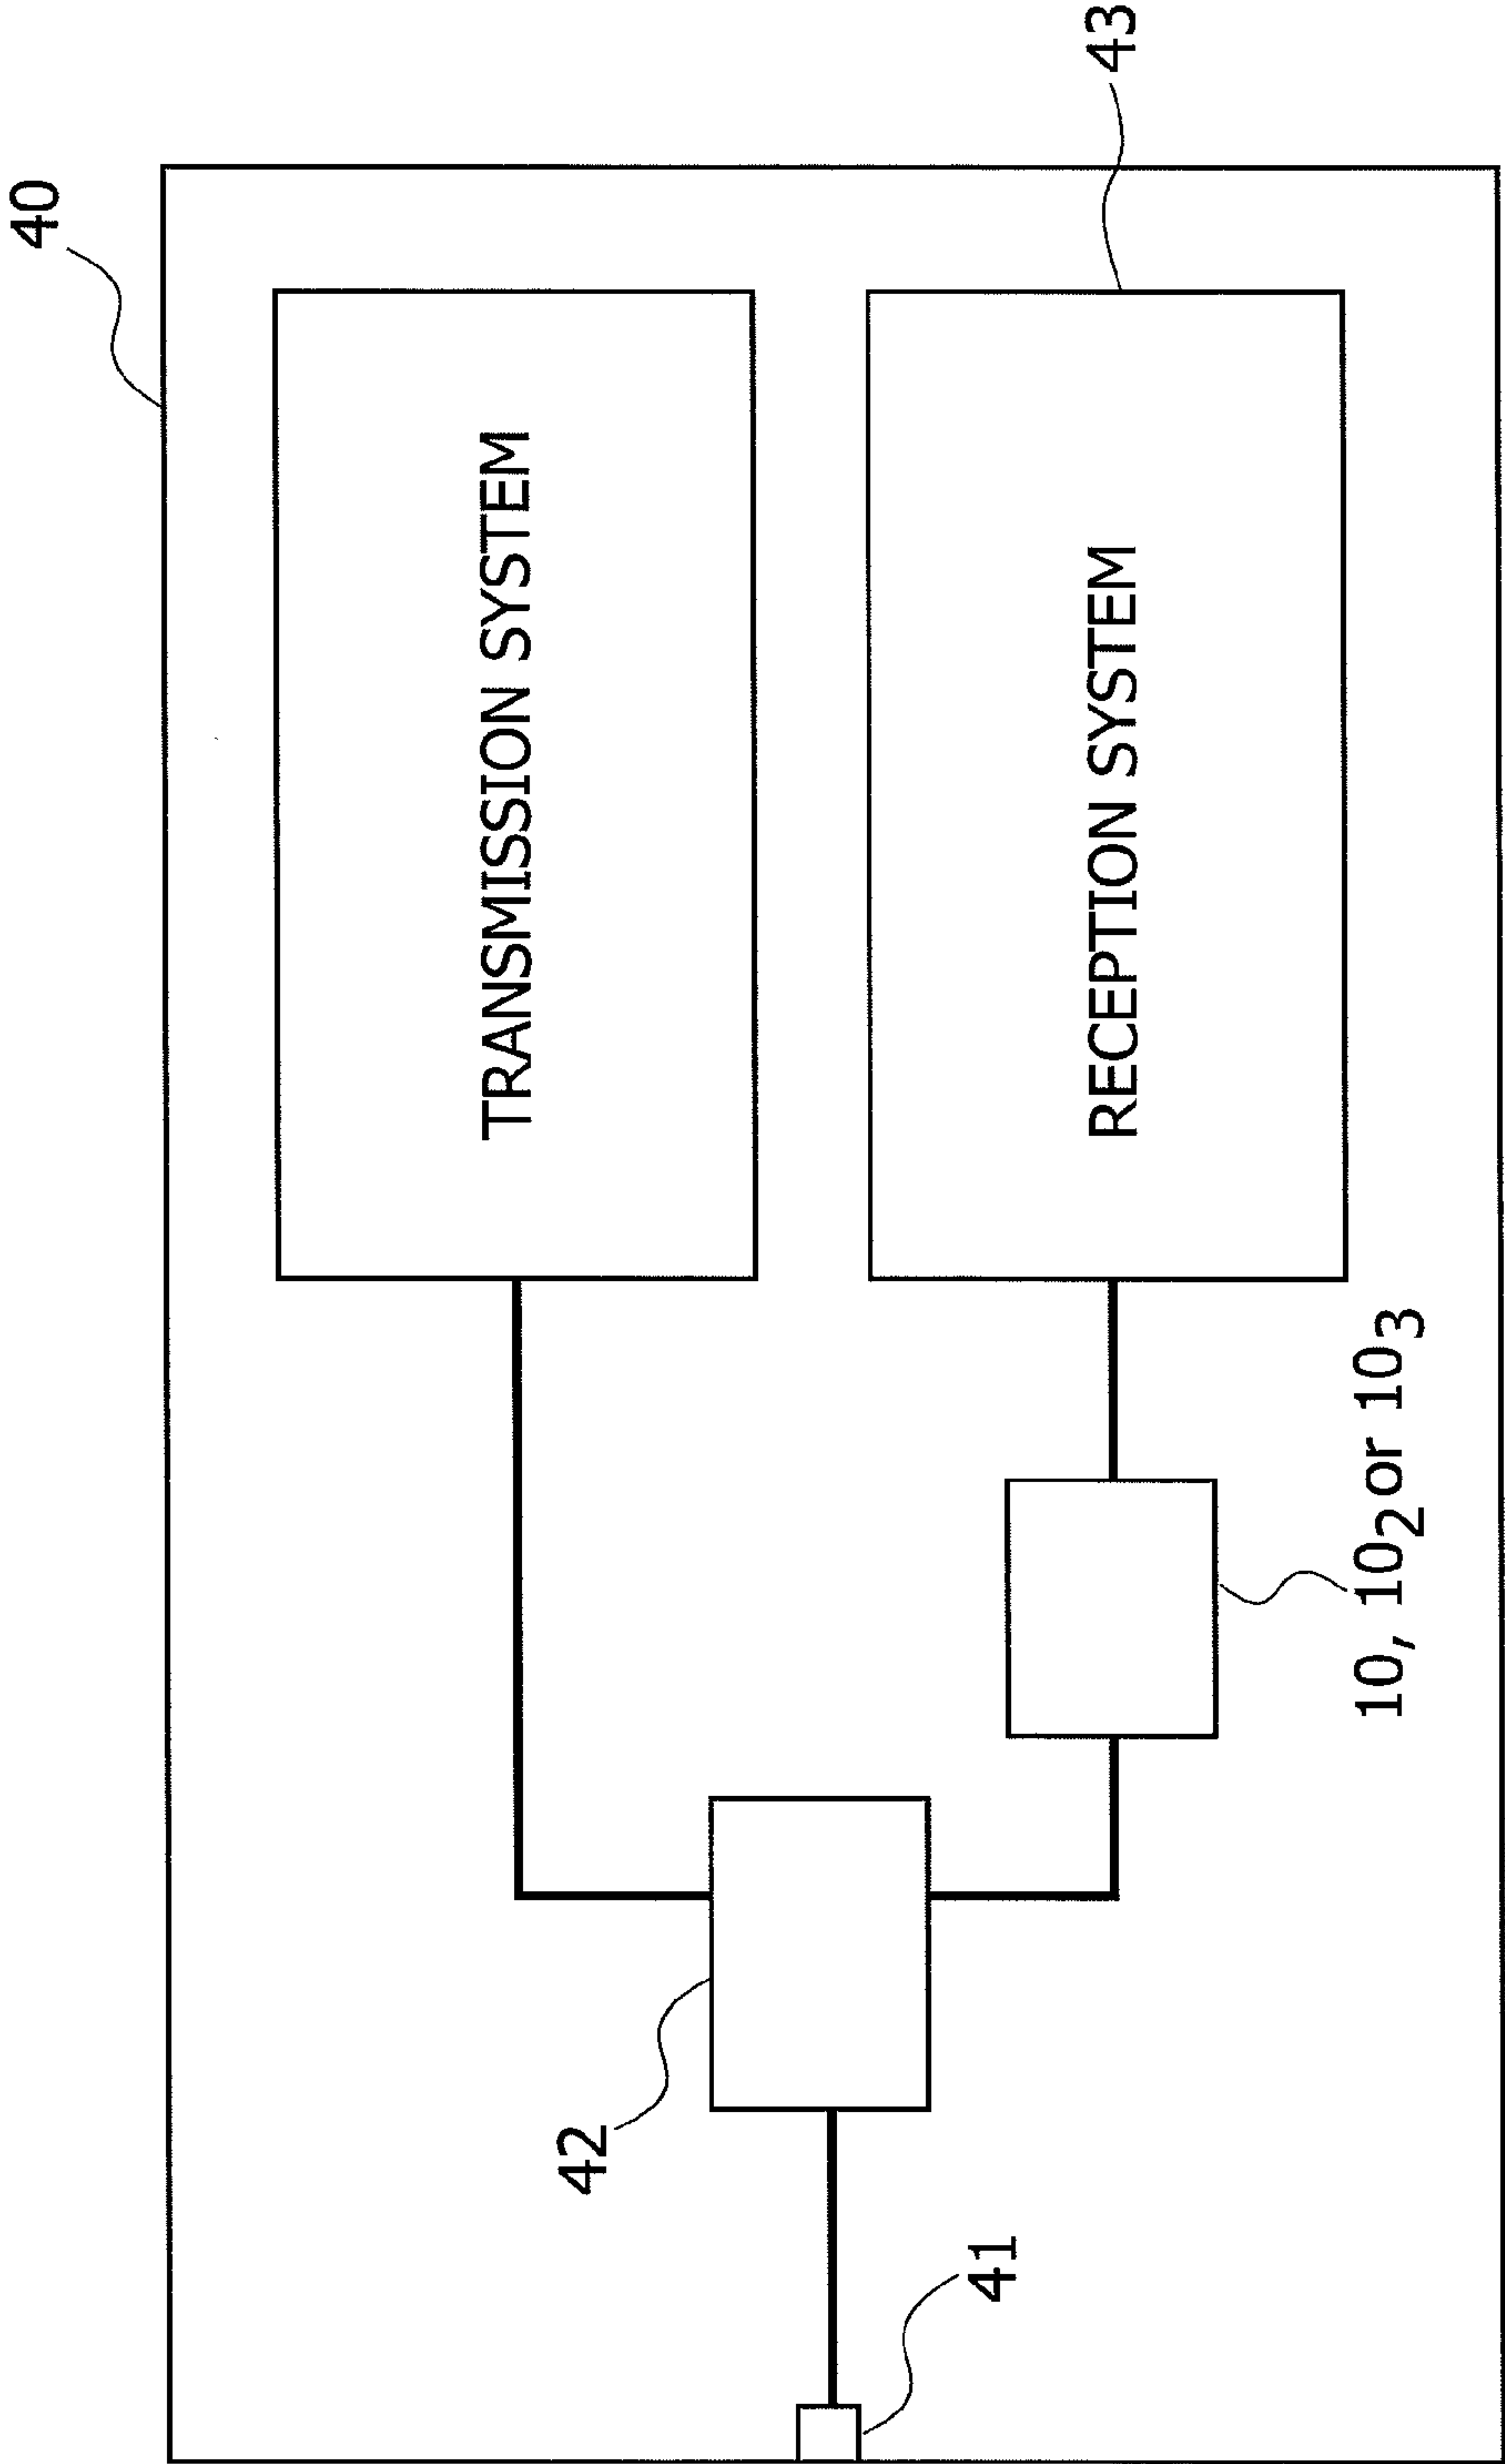 40
TRANSMISSION SYSTEM
42
41
RECEPTION SYSTEM
43
10, 10₂ or 10₃